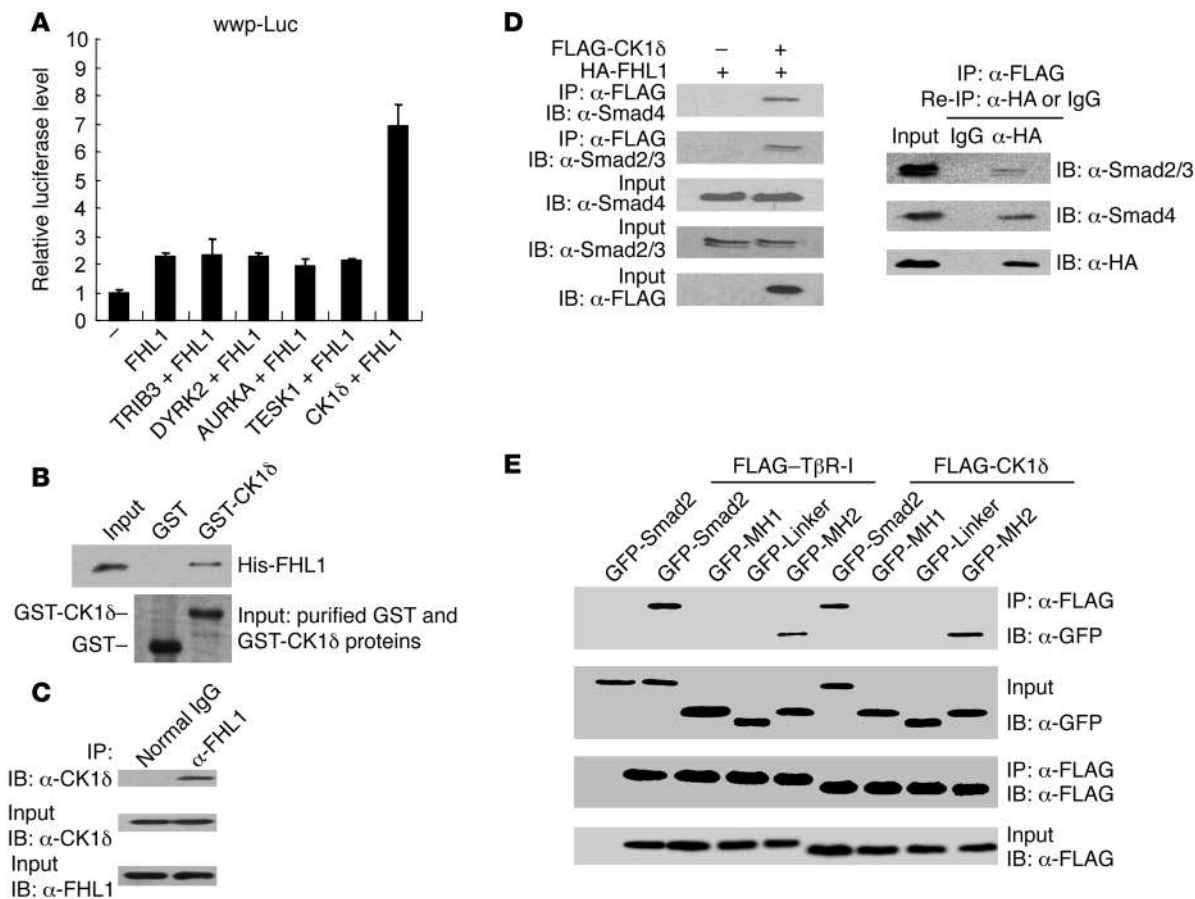 A
wwp-Luc
Relative luciferase level
10
9
8
7
6
5
4
3
2
1
0
–
FHL1
TRIB3 + FHL1
DYRK2 + FHL1
AURKA + FHL1
TESK1 + FHL1
CK1δ + FHL1
B
Input
GST
GST-CK1δ
His-FHL1
GST-CK1δ–
GST–
Input: purified GST and
GST-CK1δ proteins
C
IP:
Normal IgG
α-FHL1
IB: α-CK1δ
Input
IB: α-CK1δ
Input
IB: α-FHL1
D
FLAG-CK1δ – +
HA-FHL1 + +
IP: α-FLAG
IB: α-Smad4
IP: α-FLAG
IB: α-Smad2/3
Input
IB: α-Smad4
Input
IB: α-Smad2/3
Input
IB: α-FLAG
IP: α-FLAG
Re-IP: α-HA or IgG
Input IgG α-HA
IB: α-Smad2/3
IB: α-Smad4
IB: α-HA
E
FLAG–TβR-I
FLAG-CK1δ
GFP-Smad2
GFP-Smad2
GFP-MH1
GFP-Linker
GFP-MH2
GFP-Smad2
GFP-MH1
GFP-Linker
GFP-MH2
IP: α-FLAG
IB: α-GFP
Input
IB: α-GFP
IP: α-FLAG
IB: α-FLAG
Input
IB: α-FLAG